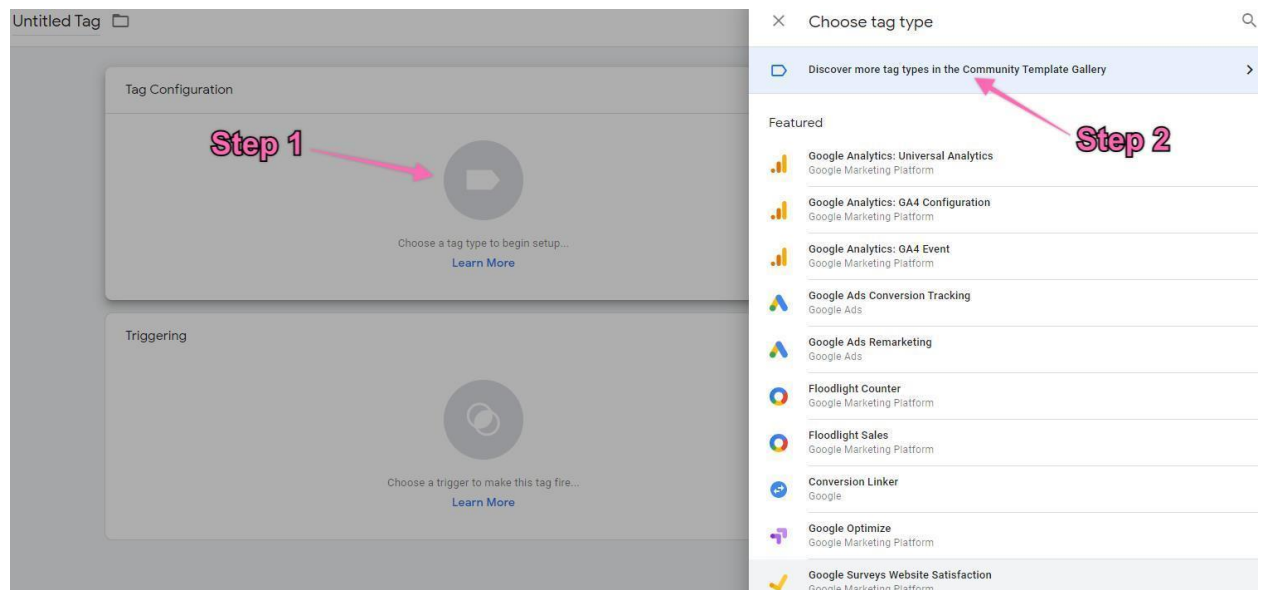 Untitled Tag
Tag Configuration
Step 1
Choose a tag type to begin setup...
Learn More
Triggering
Choose a trigger to make this tag fire...
Learn More
Choose tag type
Discover more tag types in the Community Template Gallery
Step 2
Featured
Google Analytics: Universal Analytics
Google Marketing Platform
Google Analytics: GA4 Configuration
Google Marketing Platform
Google Analytics: GA4 Event
Google Marketing Platform
Google Ads Conversion Tracking
Google Ads
Google Ads Remarketing
Google Ads
Floodlight Counter
Google Marketing Platform
Floodlight Sales
Google Marketing Platform
Conversion Linker
Google
Google Optimize
Google Marketing Platform
Google Surveys Website Satisfaction
Google Marketing Platform